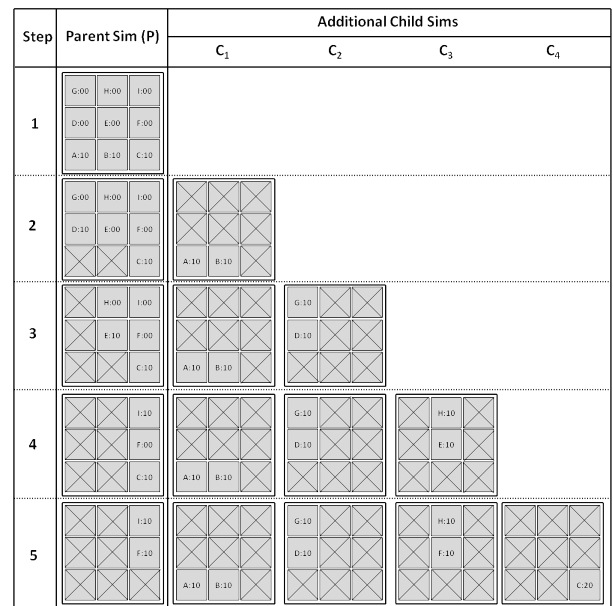 Step Parent Sim (P) Additional Child Sims
C₁ C₂ C₃ C₄
1
G:00 H:00 I:00
D:00 E:00 F:00
A:10 B:10 C:10
2
G:00 H:00 I:00
D:10 E:00 F:00
C:10 A:10 B:10
3
H:00 I:00 G:10
E:10 F:00 D:10
C:10 A:10 B:10
4
I:10 H:10
F:00 G:10 D:10 E:10
C:10 A:10 B:10
5
I:10 G:10 H:10
F:10 D:10 F:10
A:10 B:10 C:20